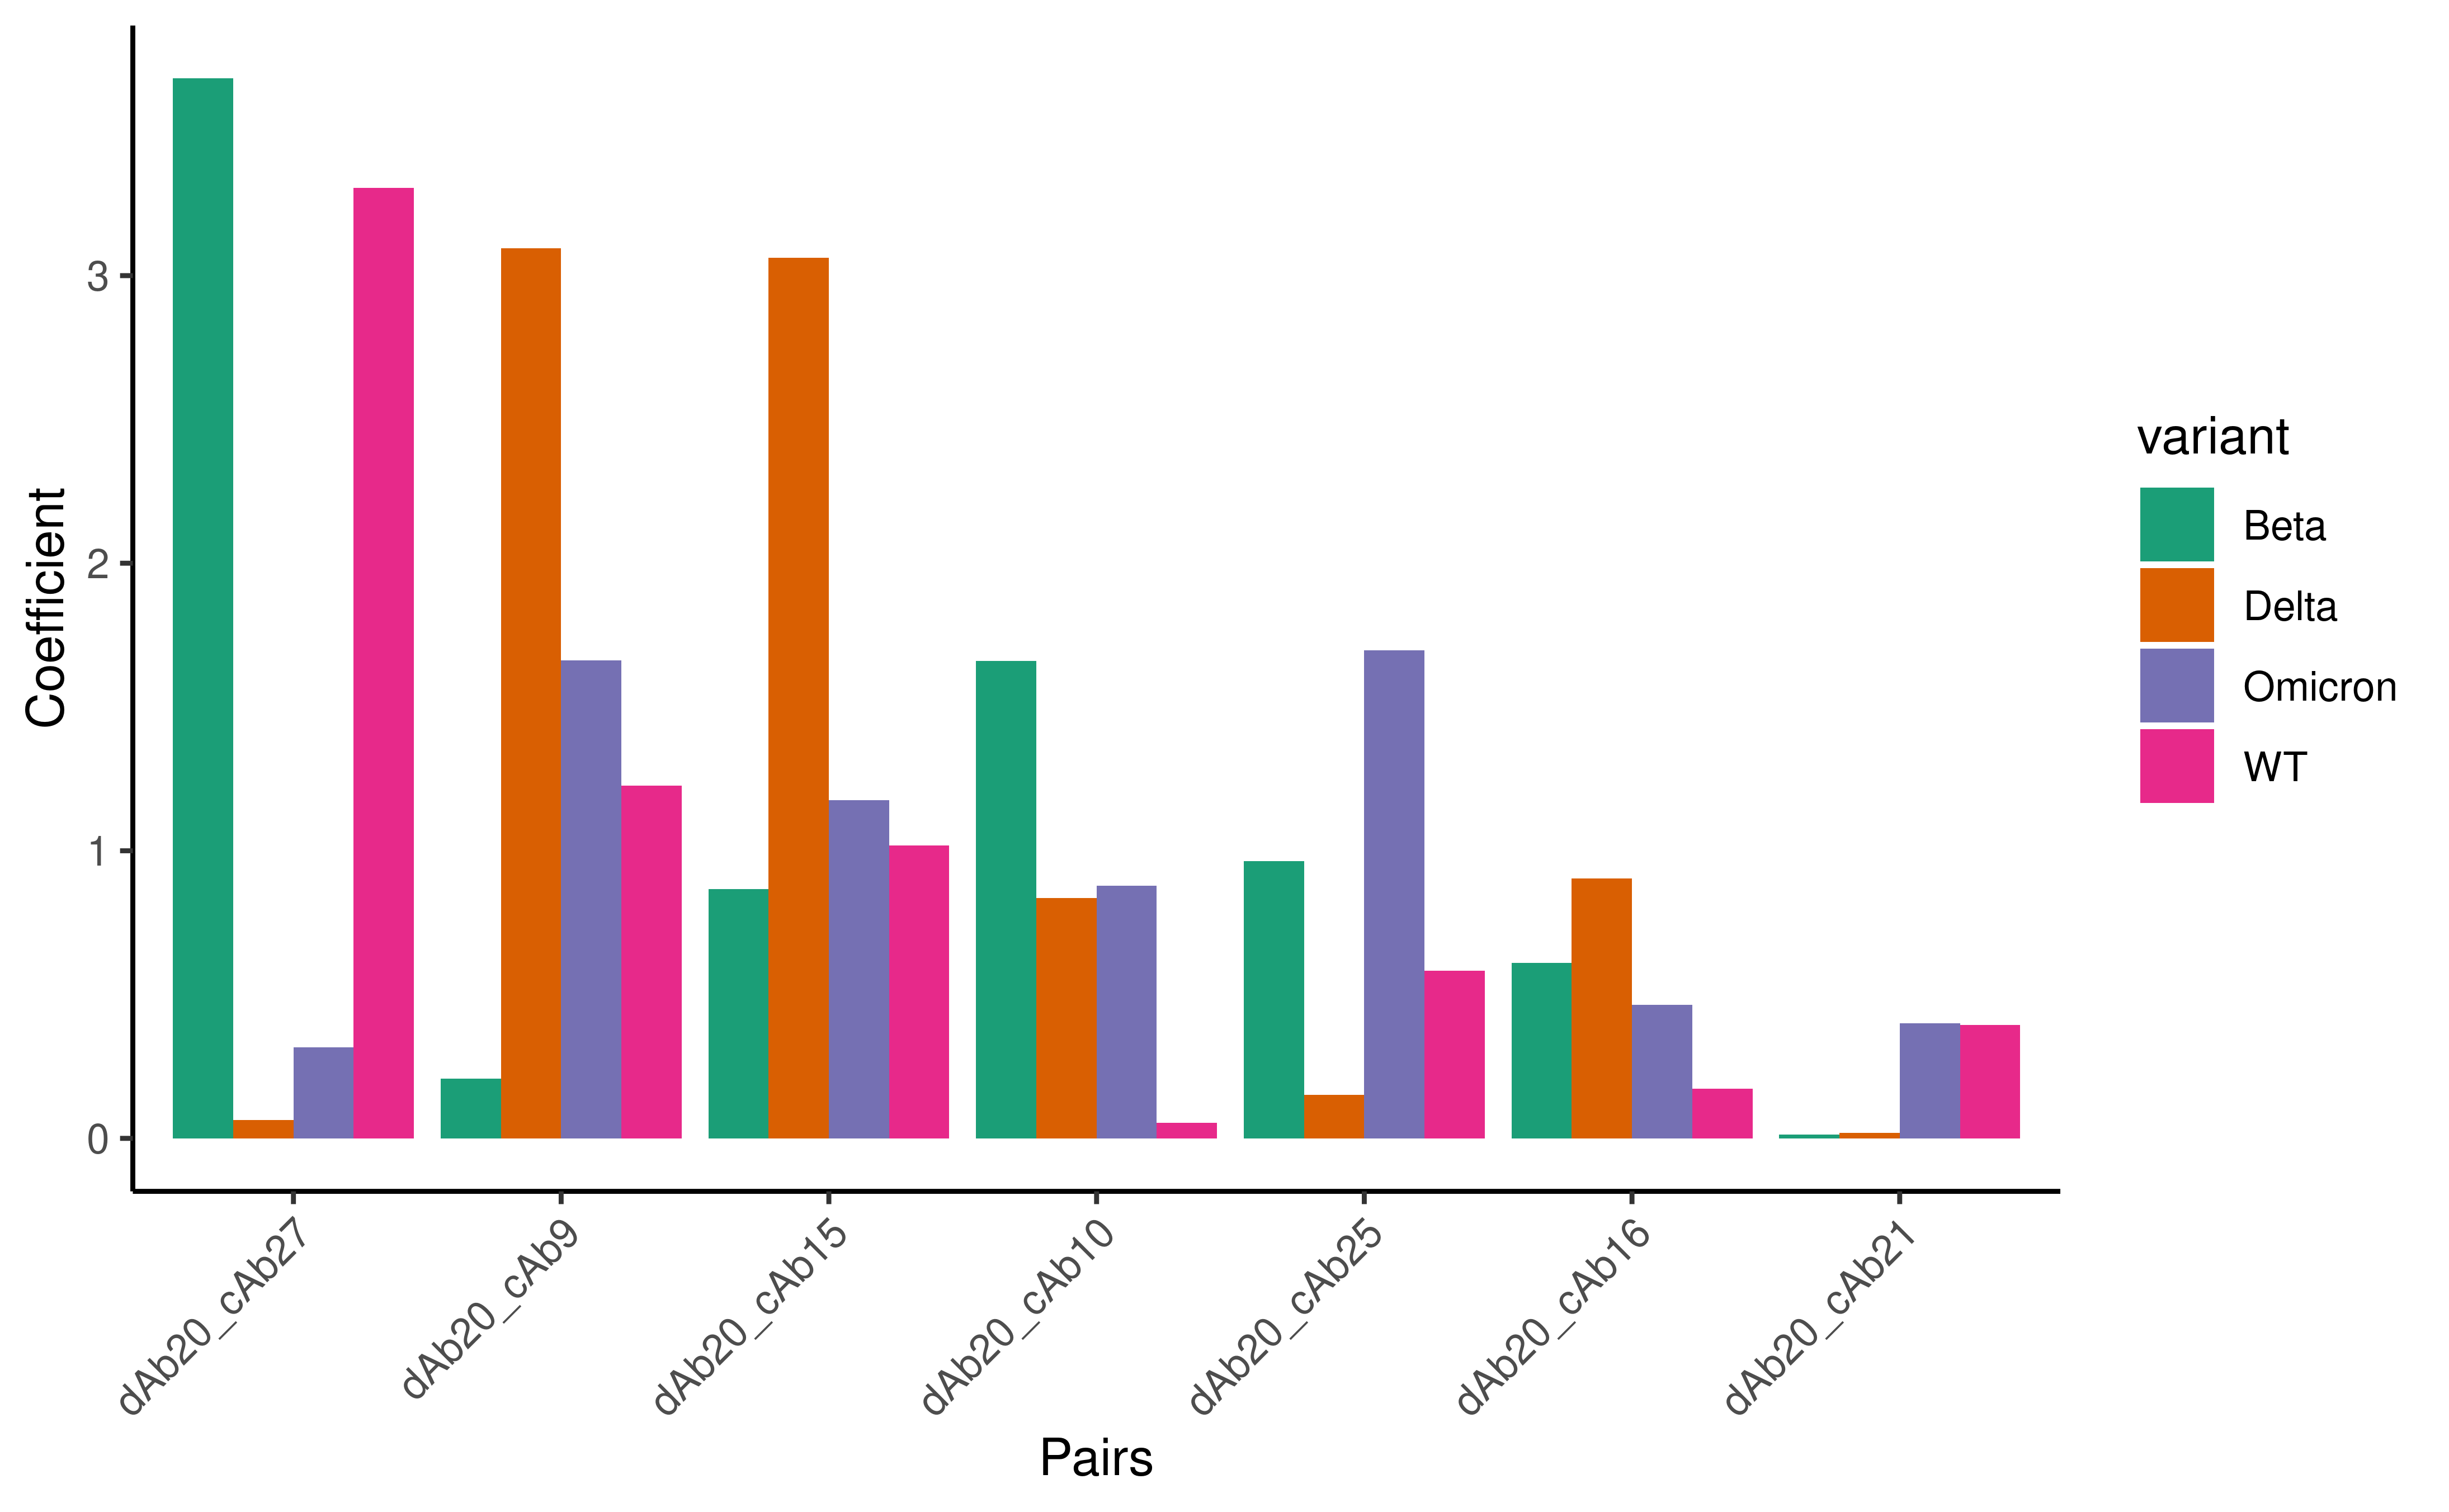 Coefficient
3
2
1
0
dAb20_cAb27
dAb20_cAb9
dAb20_cAb15
dAb20_cAb10
dAb20_cAb25
dAb20_cAb16
dAb20_cAb21
Pairs
variant
Beta
Delta
Omicron
WT